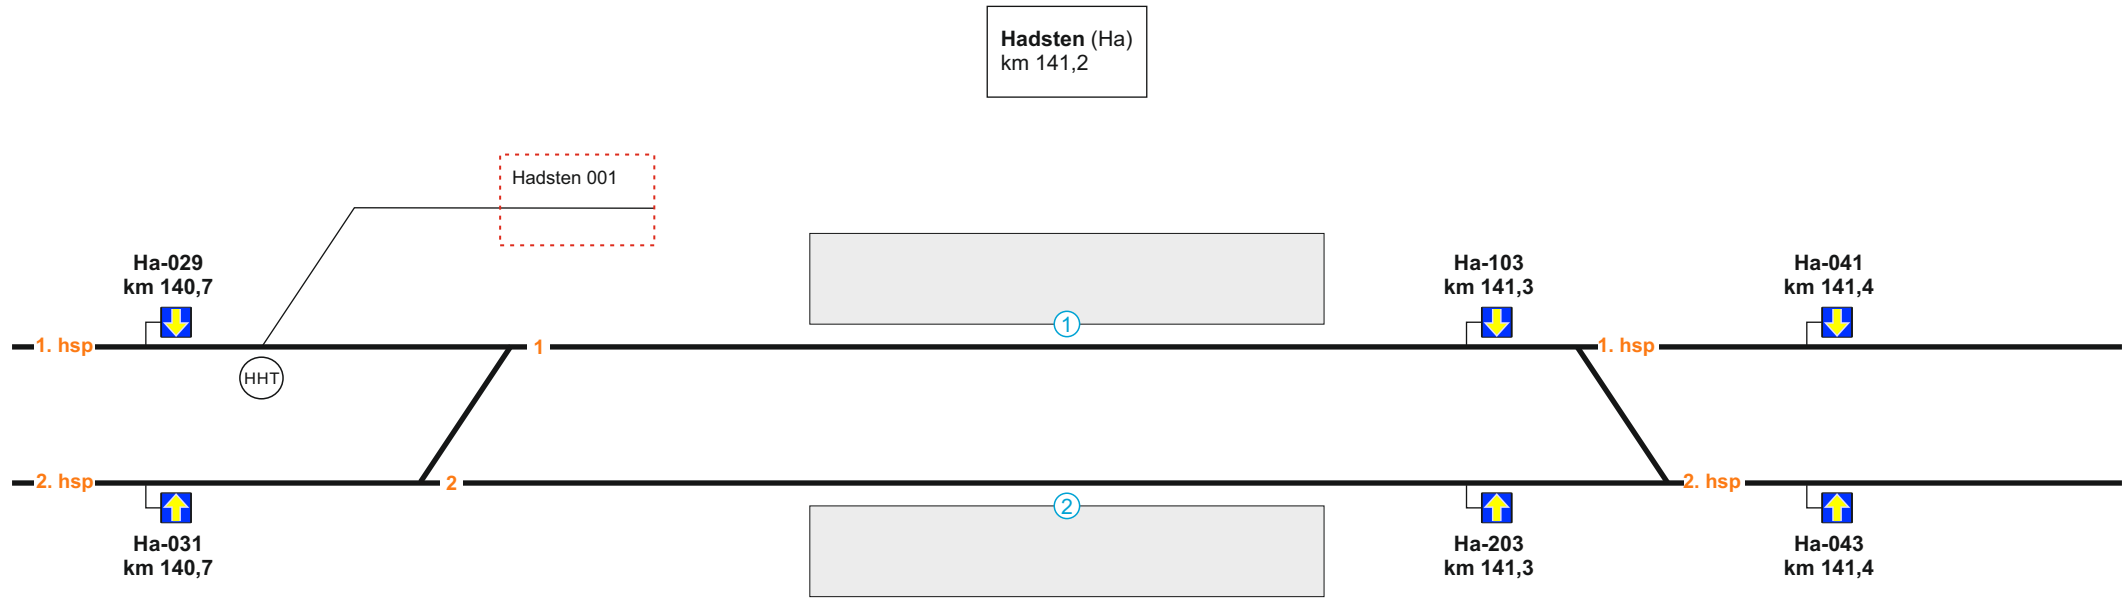 Hadsten (Ha)
km 141,2
Hadsten 001
Ha-029
km 140,7
Ha-103
km 141,3
Ha-041
km 141,4
1
1. hsp
1
1. hsp
HHT
2. hsp
2
2. hsp
2
Ha-031
km 140,7
Ha-203
km 141,3
Ha-043
km 141,4